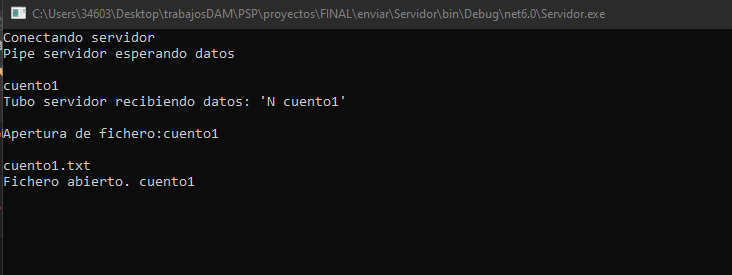 C:\Users\34603\Desktop\trabajosDAM\PSP\proyectos\FINAL\enviar\Servidor\bin\Debug\net6.0\Servidor.exe
Conectando servidor
Pipe servidor esperando datos
cuento1
Tubo servidor recibiendo datos: 'N cuento1'
Apertura de fichero:cuento1
cuento1.txt
Fichero abierto. cuento1